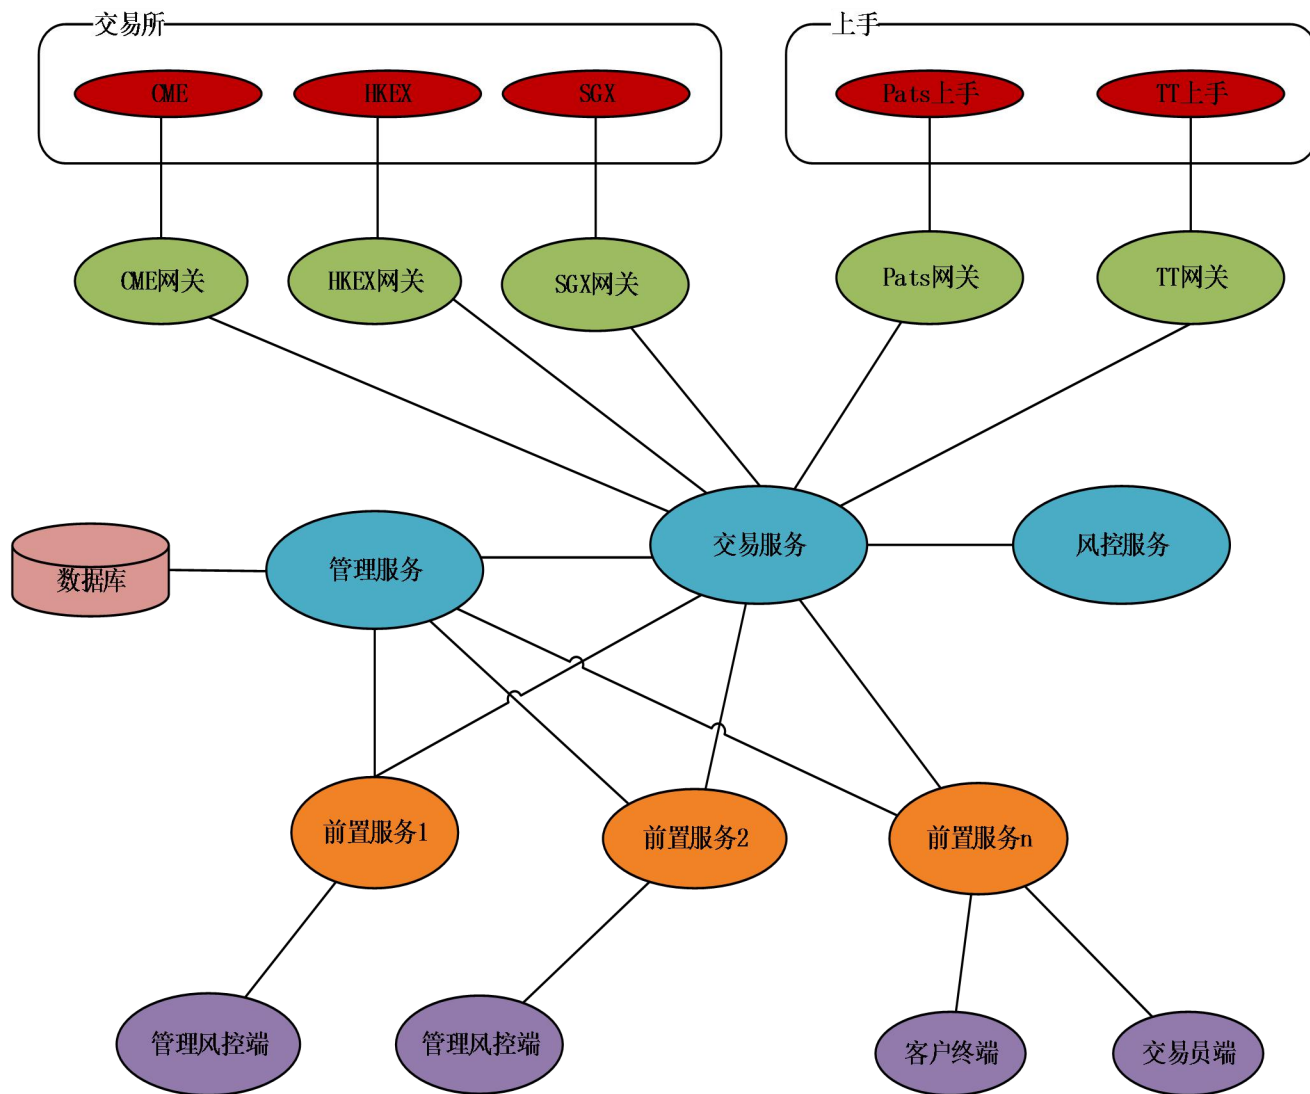 交易所
上手
CME
HKEX
SGX
Pats上手
TT上手
CME网关
HKEX网关
SGX网关
Pats网关
TT网关
数据库
管理服务
交易服务
风控服务
前置服务1
前置服务2
前置服务n
管理风控端
管理风控端
客户终端
交易员端